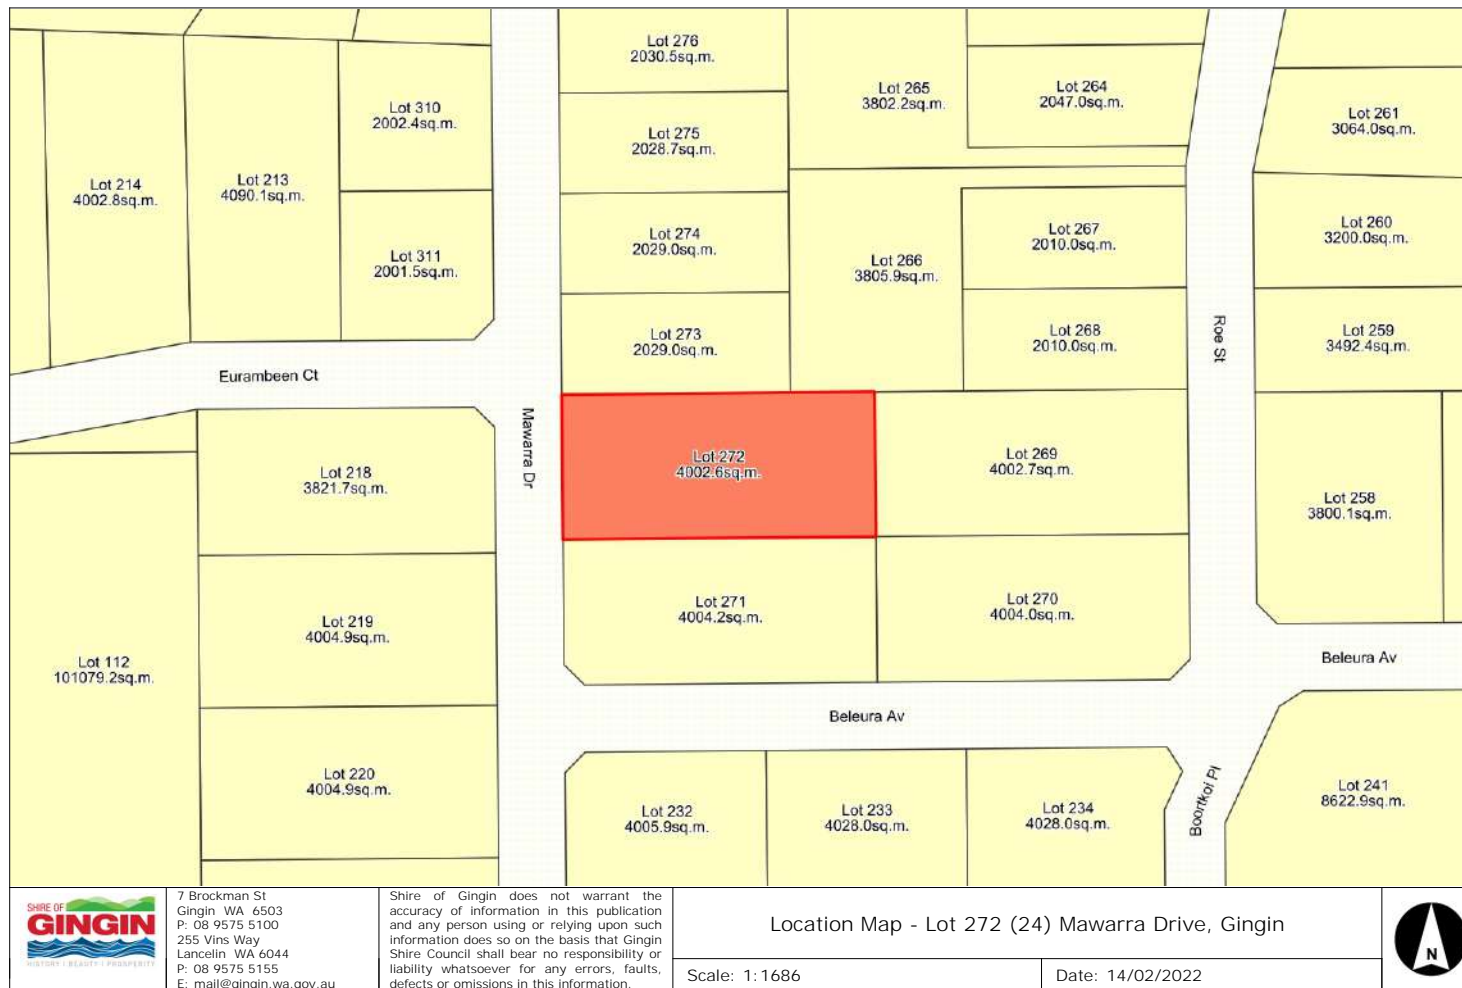 Lot 276
2030.5sq.m.
Lot 265
3802.2sq.m.
Lot 264
2047.0sq.m.
Lot 310
2002.4sq.m.
Lot 261
3064.0sq.m.
Lot 275
2028.7sq.m.
Lot 214
4002.8sq.m.
Lot 213
4090.1sq.m.
Lot 274
2029.0sq.m.
Lot 267
2010.0sq.m.
Lot 260
3200.0sq.m.
Lot 311
2001.5sq.m.
Lot 266
3805.9sq.m.
Lot 273
2029.0sq.m.
Lot 268
2010.0sq.m.
Roe St
Lot 259
3492.4sq.m.
Eurambeen Ct
Mawarra Dr
Lot 218
3821.7sq.m.
Lot 272
4002.6sq.m.
Lot 269
4002.7sq.m.
Lot 258
3800.1sq.m.
Lot 219
4004.9sq.m.
Lot 271
4004.2sq.m.
Lot 270
4004.0sq.m.
Lot 112
101079.2sq.m.
Beleura Av
Beleura Av
Lot 220
4004.9sq.m.
Lot 232
4005.9sq.m.
Lot 233
4028.0sq.m.
Lot 234
4028.0sq.m.
Boortkoi Pl
Lot 241
8622.9sq.m.
SHIRE OF
GINGIN
HISTORY | BEAUTY | PROSPERITY
7 Brockman St
Gingin WA 6503
P: 08 9575 5100
255 Vins Way
Lancelin WA 6044
P: 08 9575 5155
E: mail@gingin.wa.gov.au
Shire of Gingin does not warrant the
accuracy of information in this publication
and any person using or relying upon such
information does so on the basis that Gingin
Shire Council shall bear no responsibility or
liability whatsoever for any errors, faults,
defects or omissions in this information.
Location Map - Lot 272 (24) Mawarra Drive, Gingin
Scale: 1:1686
Date: 14/02/2022
N